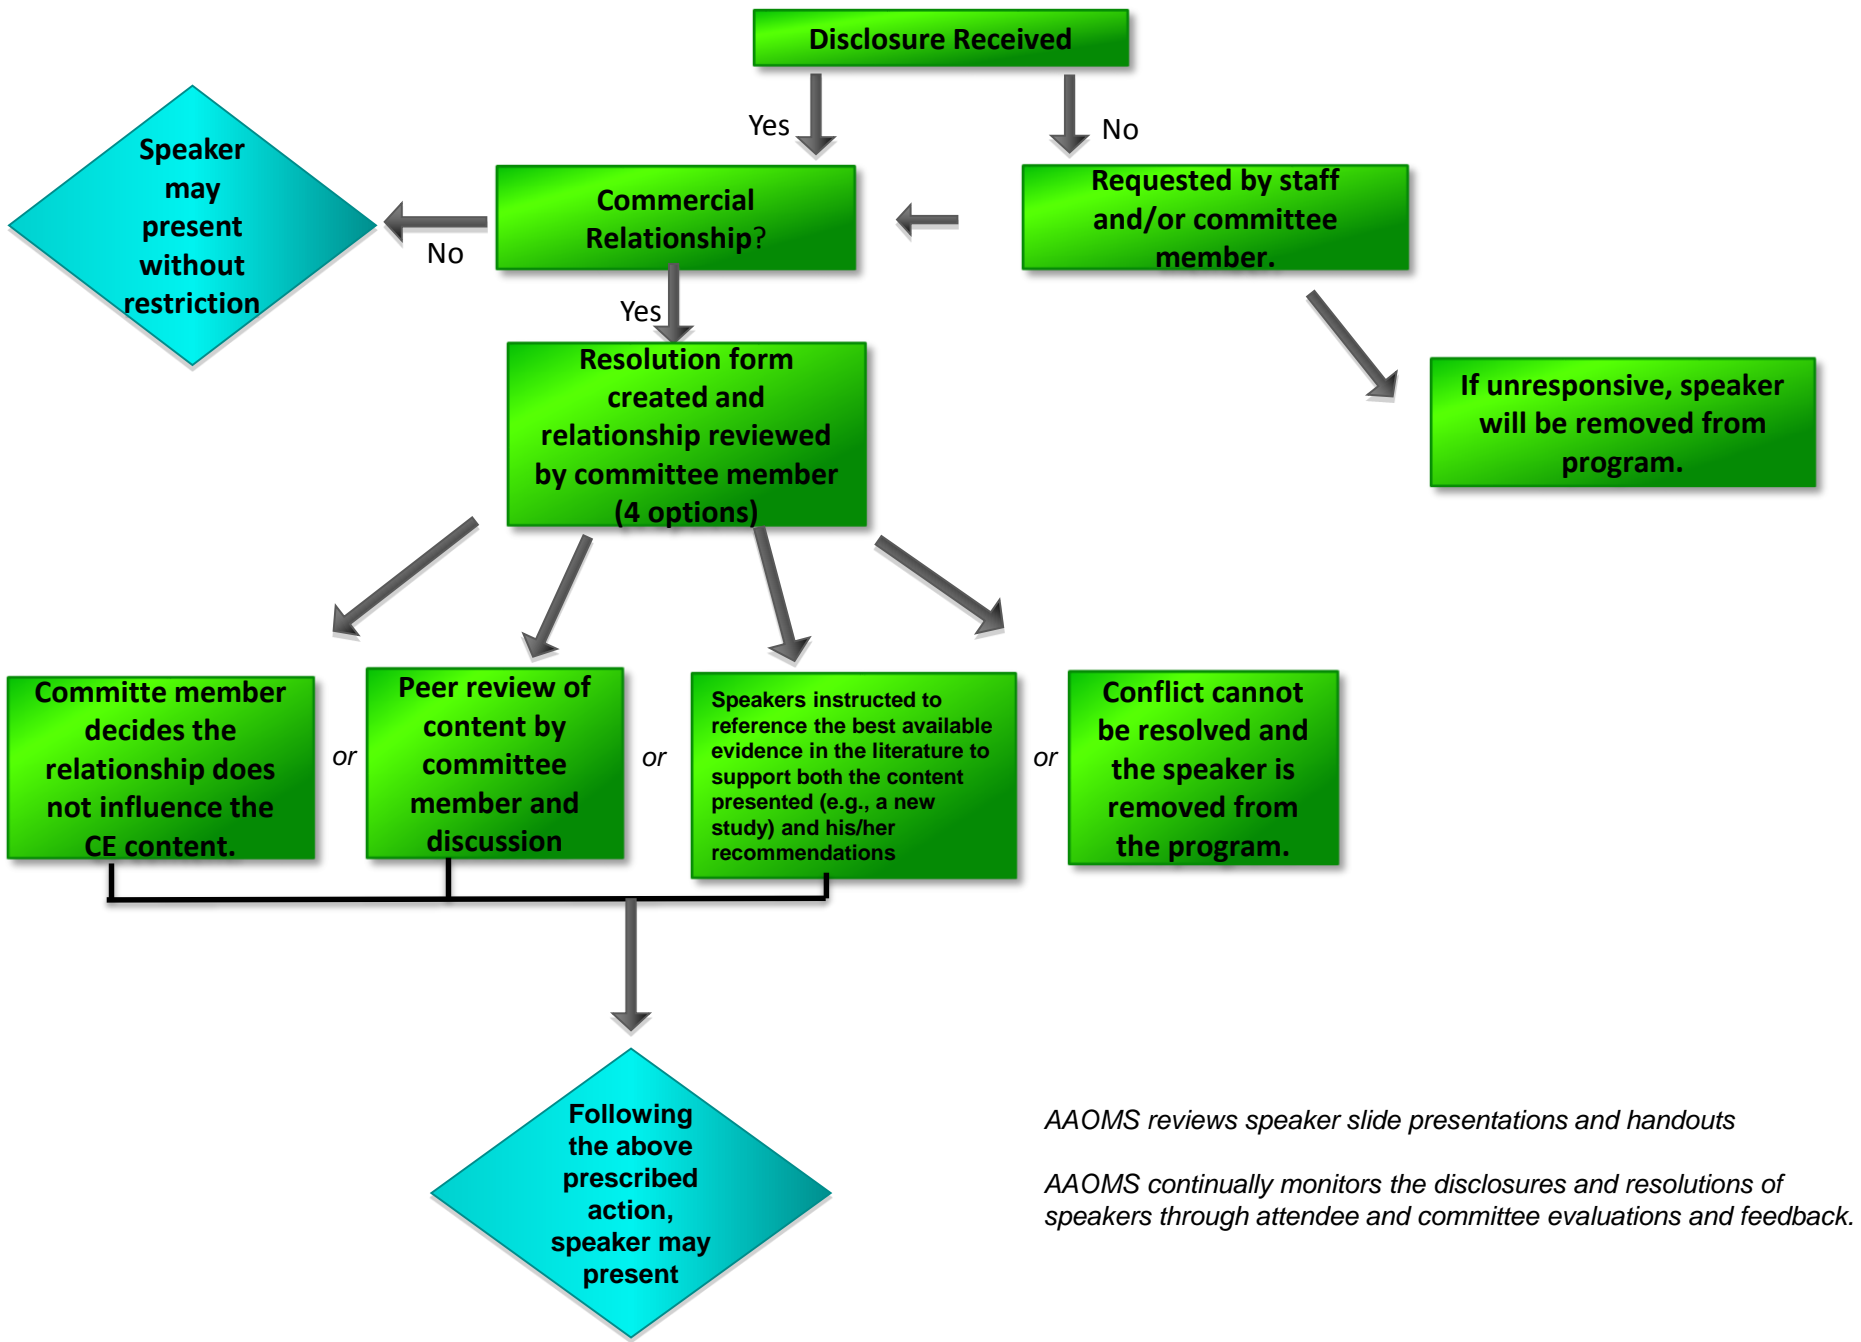 Disclosure Received
Yes
No
Speaker
may
present
without
restriction
No
Commercial
Relationship?
Requested by staff
and/or committee
member.
Yes
Resolution form
created and
relationship reviewed
by committee member
(4 options)
If unresponsive, speaker
will be removed from
program.
Committe member
decides the
relationship does
not influence the
CE content.
or
Peer review of
content by
committee
member and
discussion
or
Speakers instructed to
reference the best available
evidence in the literature to
support both the content
presented (e.g., a new
study) and his/her
recommendations
or
Conflict cannot
be resolved and
the speaker is
removed from
the program.
Following
the above
prescribed
action,
speaker may
present
AAOMS reviews speaker slide presentations and handouts
AAOMS continually monitors the disclosures and resolutions of
speakers through attendee and committee evaluations and feedback.